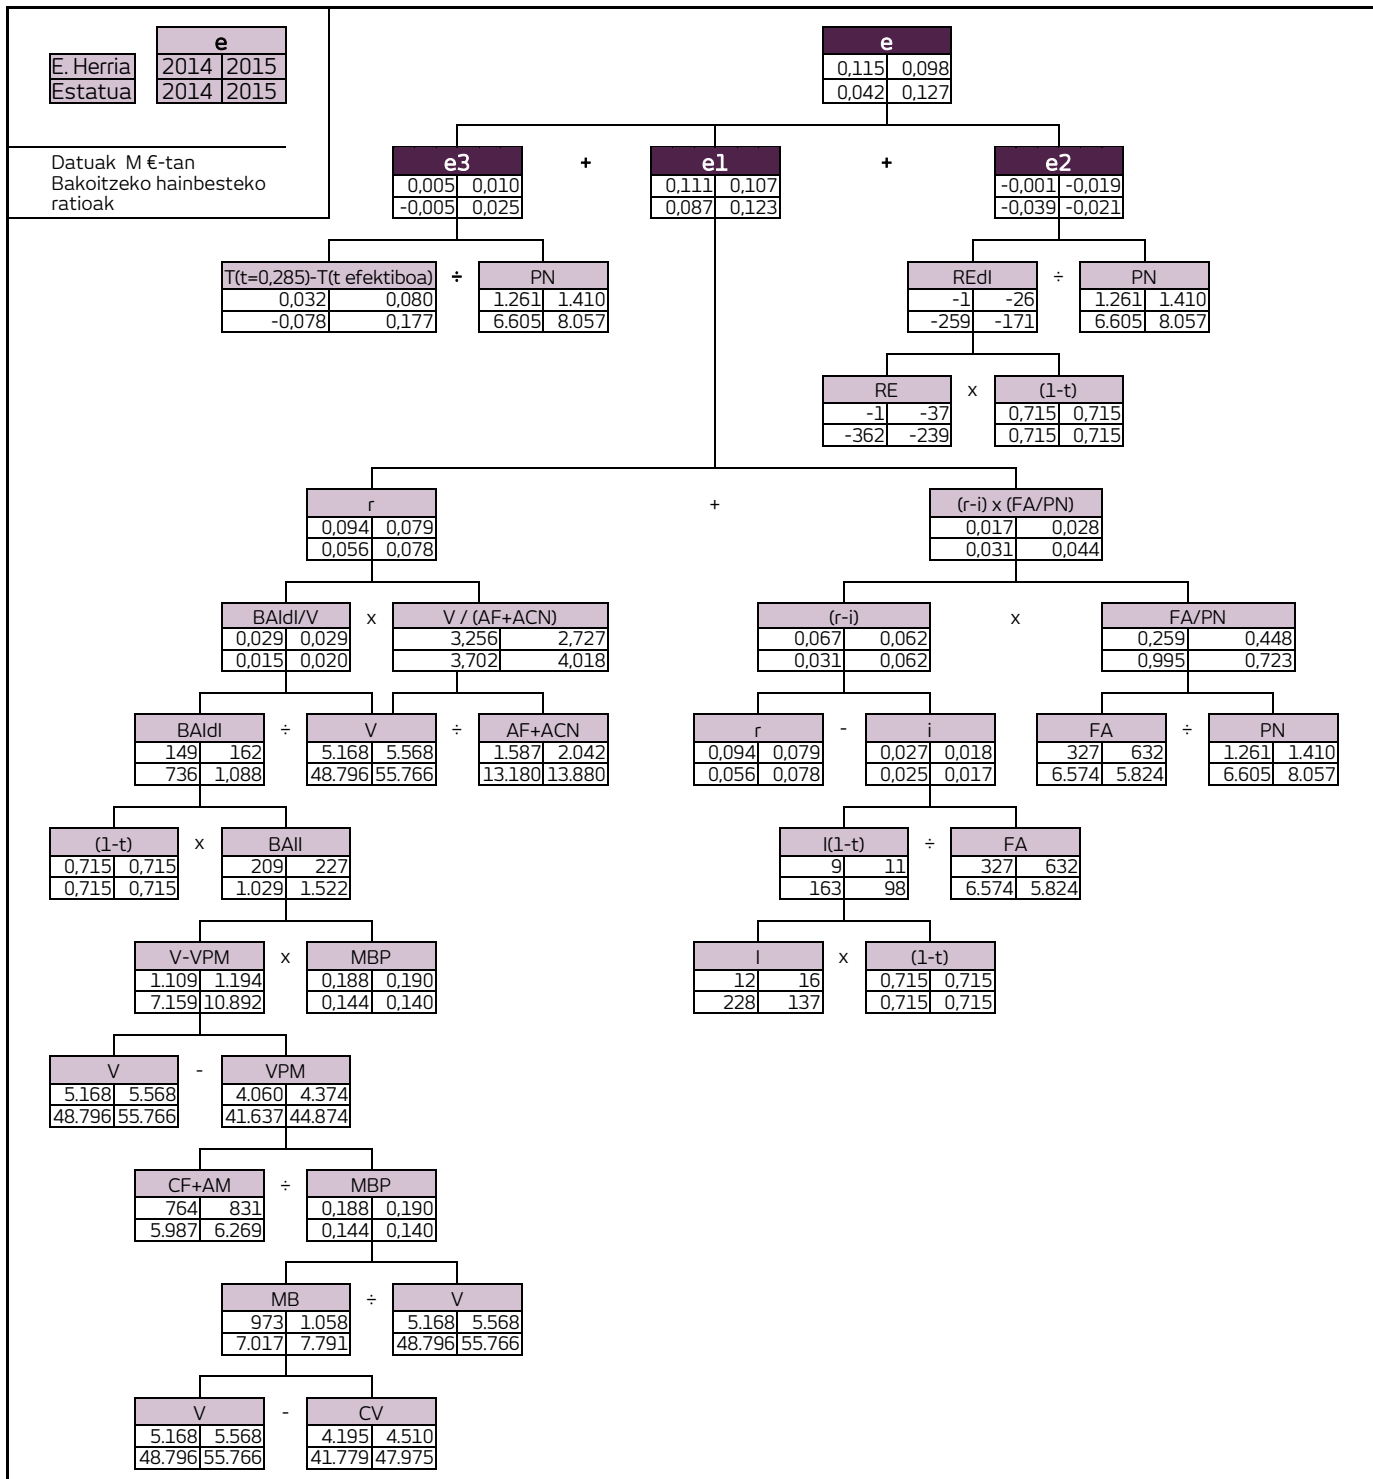 e
E. Herria 2014 2015
Estatua 2014 2015
Datuak M €-tan
Bakoitzeko hainbesteko
ratioak
e
0,115 0,098
0,042 0,127
e3 + e1 + e2
0,005 0,010 0,111 0,107 -0,001 -0,019
-0,005 0,025 0,087 0,123 -0,039 -0,021
T(t=0,285)-T(t efektiboa) ÷ PN REdI ÷ PN
0,032 0,080 1.261 1.410 -1 -26 1.261 1.410
-0,078 0,177 6.605 8.057 -259 -171 6.605 8.057
RE x (1-t)
-1 -37 0,715 0,715
-362 -239 0,715 0,715
r + (r-i) x (FA/PN)
0,094 0,079 0,017 0,028
0,056 0,078 0,031 0,044
BAIdI/V x V / (AF+ACN) (r-i) x FA/PN
0,029 0,029 3,256 2,727 0,067 0,062 0,259 0,448
0,015 0,020 3,702 4,018 0,031 0,062 0,995 0,723
BAIdI ÷ V ÷ AF+ACN r - i FA ÷ PN
149 162 5.168 5.568 1.587 2.042 0,094 0,079 0,027 0,018 327 632 1.261 1.410
736 1,088 48.796 55.766 13.180 13.880 0,056 0,078 0,025 0,017 6.574 5.824 6.605 8.057
(1-t) x BAII I(1-t) ÷ FA
0,715 0,715 209 227 9 11 327 632
0,715 0,715 1.029 1.522 163 98 6.574 5.824
V-VPM x MBP I x (1-t)
1.109 1.194 0,188 0,190 12 16 0,715 0,715
7.159 10.892 0,144 0,140 228 137 0,715 0,715
V - VPM
5.168 5.568 4.060 4.374
48.796 55.766 41.637 44.874
CF+AM ÷ MBP
764 831 0,188 0,190
5.987 6.269 0,144 0,140
MB ÷ V
973 1.058 5.168 5.568
7.017 7.791 48.796 55.766
V - CV
5.168 5.568 4.195 4.510
48.796 55.766 41.779 47.975